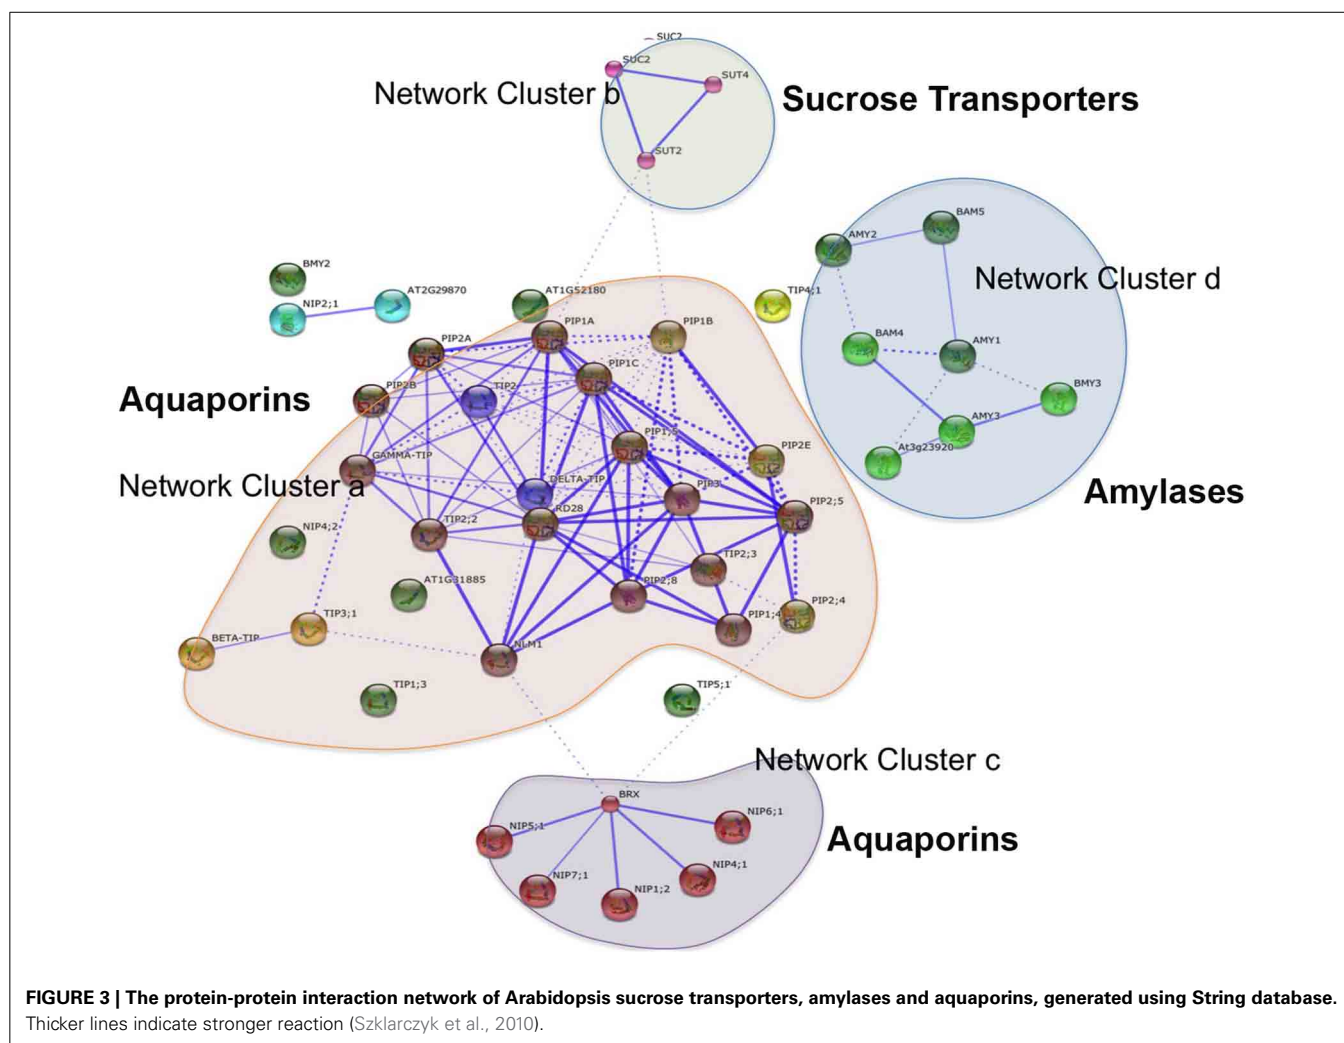 SUC2
SUC2
SUT4
Network Cluster b
Sucrose Transporters
SUT2
BAM5
AMY2
BMY2
Network Cluster d
AT2G29870
AT1G52180
TIP4;1
NIP2;1
PIP1A
PIP1B
PIP2A
BAM4
AMY1
PIP1C
PIP2B
TIP2
BMY3
Aquaporins
AMY3
PIP1;5
PIP2E
At3g23920
GAMMA-TIP
Network Cluster a
DELTA-TIP
PIP3
Amylases
PIP2;5
RD28
NIP4;2
TIP2;2
TIP2;3
AT1G31885
PIP2;8
PIP2;4
TIP3;1
PIP1;4
BETA-TIP
NLM1
TIP1;3
TIP5;1
Network Cluster c
BRX
NIP6;1
NIP5;1
Aquaporins
NIP4;1
NIP7;1
NIP1;2
FIGURE 3 | The protein-protein interaction network of Arabidopsis sucrose transporters, amylases and aquaporins, generated using String database.
Thicker lines indicate stronger reaction (Szklarczyk et al., 2010).